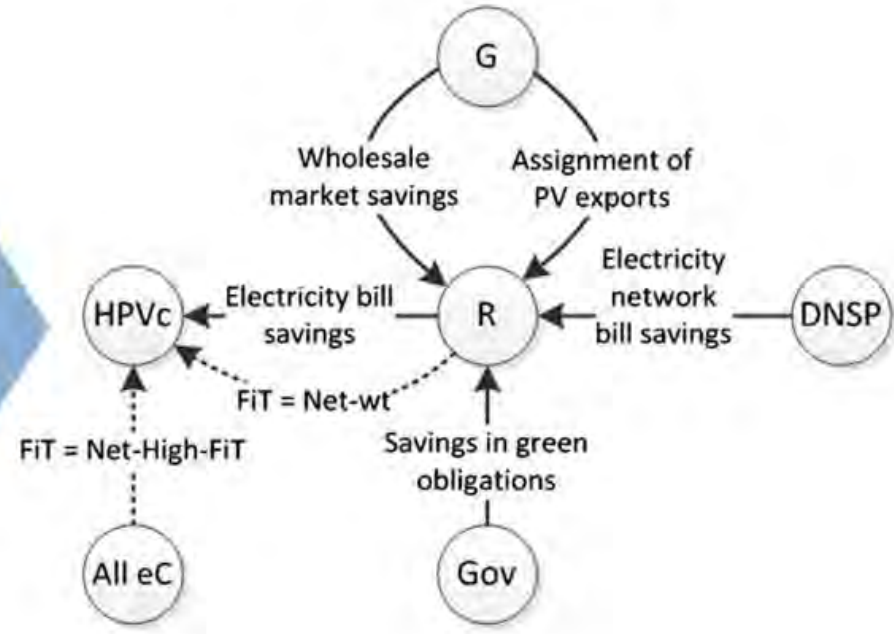 G
Wholesale
market savings
Assignment of
PV exports
Electricity
network
bill savings
HPVc
Electricity bill
savings
R
DNSP
FiT = Net-wt
FiT = Net-High-FiT
Savings in green
obligations
All eC
Gov